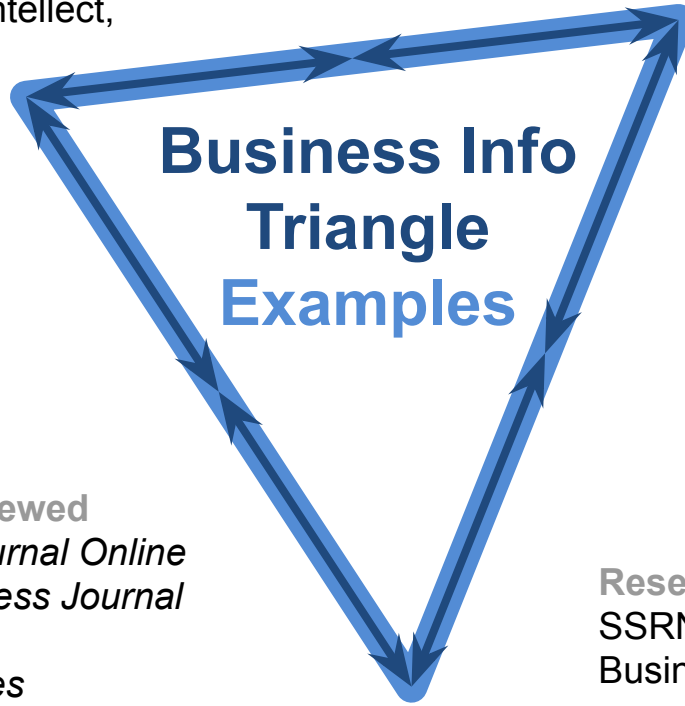 ntellect,
Business Info
Triangle
Examples
ewed
urnal Online
ess Journal
es
Rese
SSRN
Busin